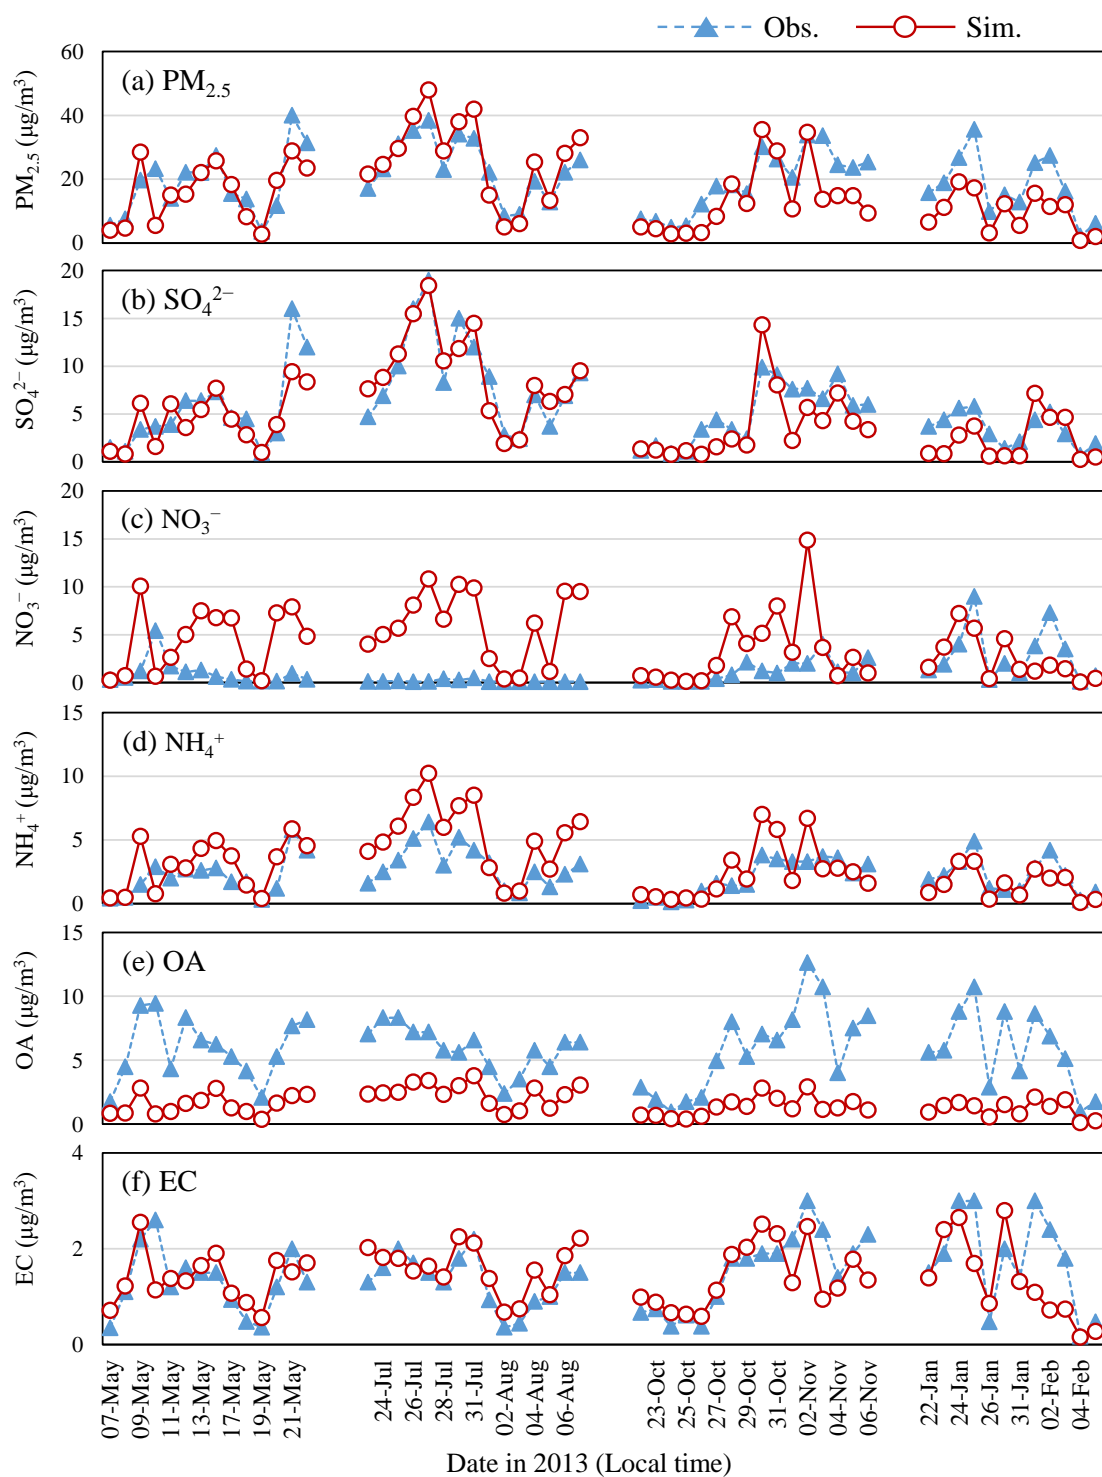 Obs. Sim.
(a) PM2.5
PM2.5 (μg/m³)
60
40
20
0
(b) SO₄²⁻
SO₄²⁻ (μg/m³)
20
15
10
5
0
(c) NO₃⁻
NO₃⁻ (μg/m³)
20
15
10
5
0
(d) NH₄⁺
NH₄⁺ (μg/m³)
15
10
5
0
(e) OA
OA (μg/m³)
15
10
5
0
(f) EC
EC (μg/m³)
4
2
0
07-May 09-May 11-May 13-May 17-May 19-May 21-May 24-Jul 26-Jul 28-Jul 31-Jul 02-Aug 04-Aug 06-Aug 23-Oct 25-Oct 27-Oct 29-Oct 31-Oct 02-Nov 04-Nov 06-Nov 22-Jan 24-Jan 26-Jan 31-Jan 02-Feb 04-Feb
Date in 2013 (Local time)